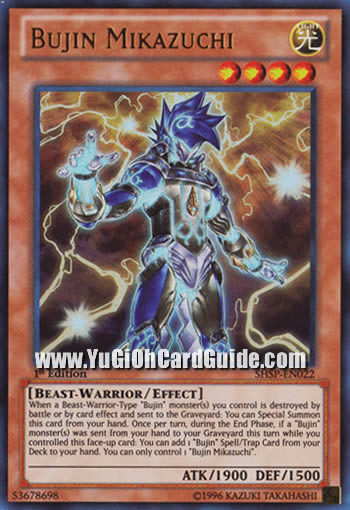 BUJIN MIKAZUCHI
LIGHT
光
www.YuGiOhCardGuide.com
1st Edition
SHSP-EN022
[BEAST-WARRIOR/EFFECT]
When a Beast-Warrior-Type "Bujin" monster(s) you control is destroyed
by battle or by card effect and sent to the Graveyard: You can Special Summon
this card from your hand. Once per turn, during the End Phase, if a "Bujin"
monster(s) was sent from your hand to your Graveyard this turn while you
controlled this face-up card: You can add 1 "Bujin" Spell/Trap Card from your
Deck to your hand. You can only control 1 "Bujin Mikazuchi".
ATK/1900 DEF/1500
53678698
©1996 KAZUKI TAKAHASHI